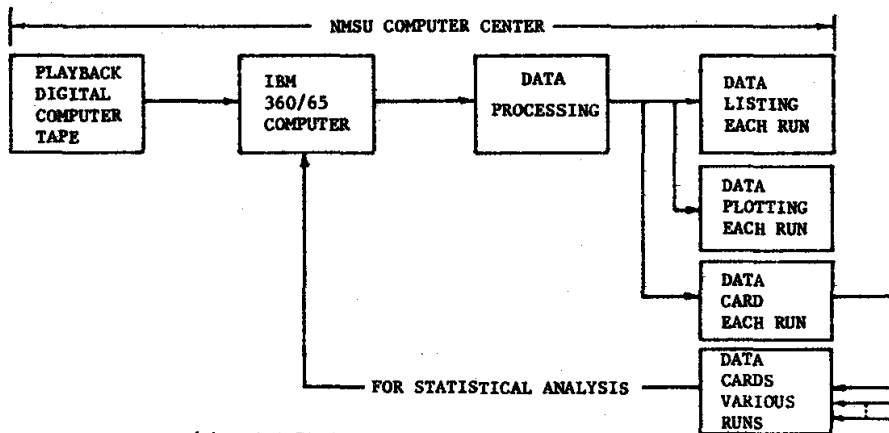 NMSU COMPUTER CENTER
PLAYBACK
DIGITAL
COMPUTER
TAPE
IBM
360/65
COMPUTER
DATA
PROCESSING
DATA
LISTING
EACH RUN
DATA
PLOTTING
EACH RUN
DATA
CARD
EACH RUN
FOR STATISTICAL ANALYSIS
DATA
CARDS
VARIOUS
RUNS